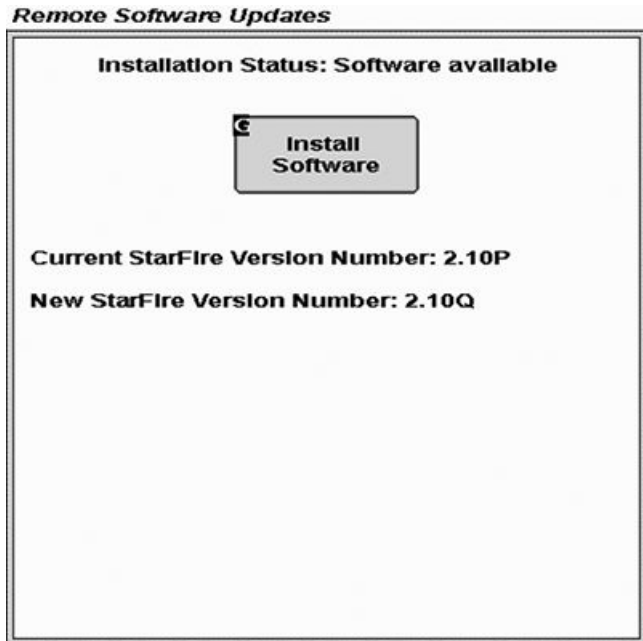 Remote Software Updates
Installation Status: Software available
G
Install
Software
Current StarFire Version Number: 2.10P
New StarFire Version Number: 2.10Q